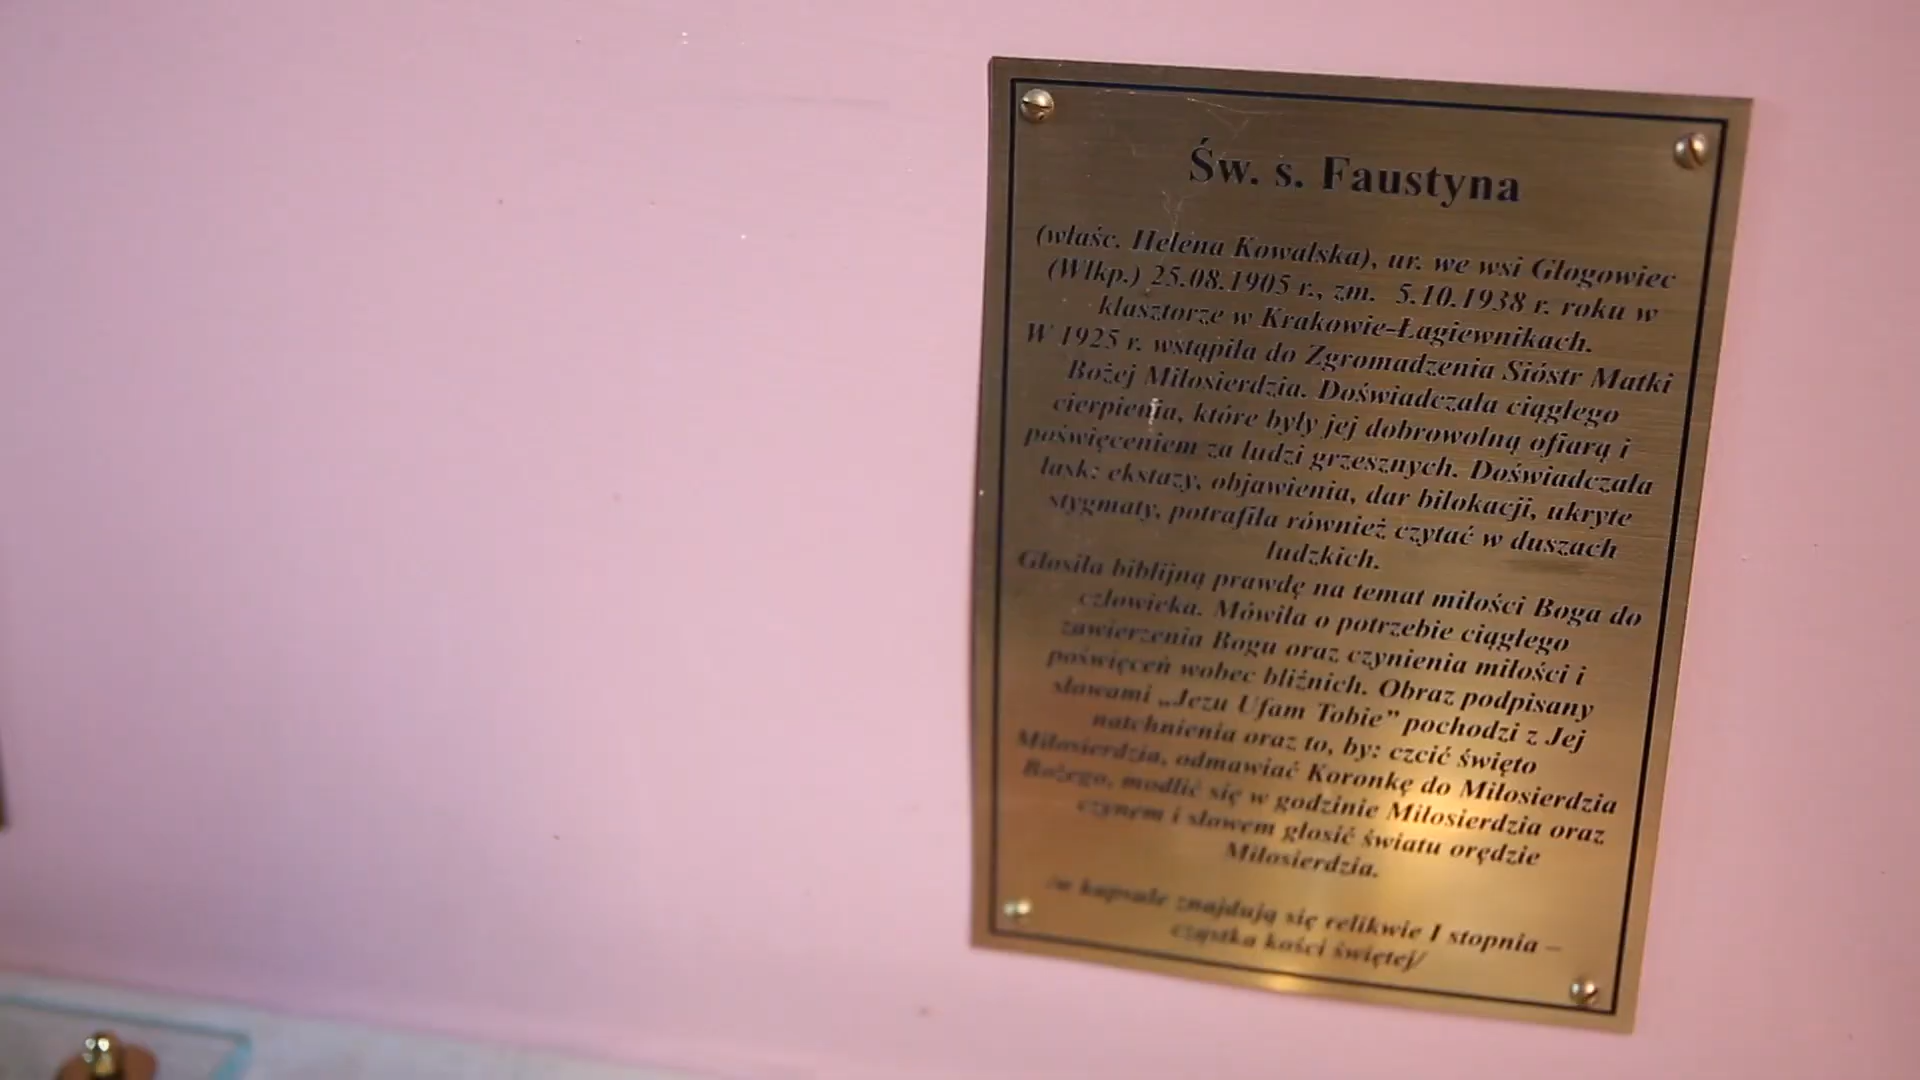 Św. s. Faustyna
(właśc. Helena Kowalska), ur. we wsi Głogowiec
(Wlkp.) 25.08.1905 r., zm. 5.10.1938 r. roku w
klasztorze w Krakowie-Łagiewnikach.
W 1925 r. wstąpiła do Zgromadzenia Sióstr Matki
Bożej Miłosierdzia. Doświadczała ciągłego
cierpienia, które były jej dobrowolną ofiarą i
poświęceniem za ludzi grzesznych. Doświadczała
łask: ekstazy, objawienia, dar bilokacji, ukryte
stygmaty, potrafiła również czytać w duszach
ludzkich.
Głosiła biblijną prawdę na temat miłości Boga do
człowieka. Mówiła o potrzebie ciągłego
zawierzenia Bogu oraz czynienia miłości i
poświęceń wobec bliźnich. Obraz podpisany
słowami „Jezu Ufam Tobie” pochodzi z Jej
natchnienia oraz to, by: czcić święto
Miłosierdzia, odmawiać Koronkę do Miłosierdzia
Bożego, modlić się w godzinie Miłosierdzia oraz
czynem i słowem głosić światu orędzie
Miłosierdzia.
/w kapsule znajdują się relikwie I stopnia –
cząstka kości świętej/